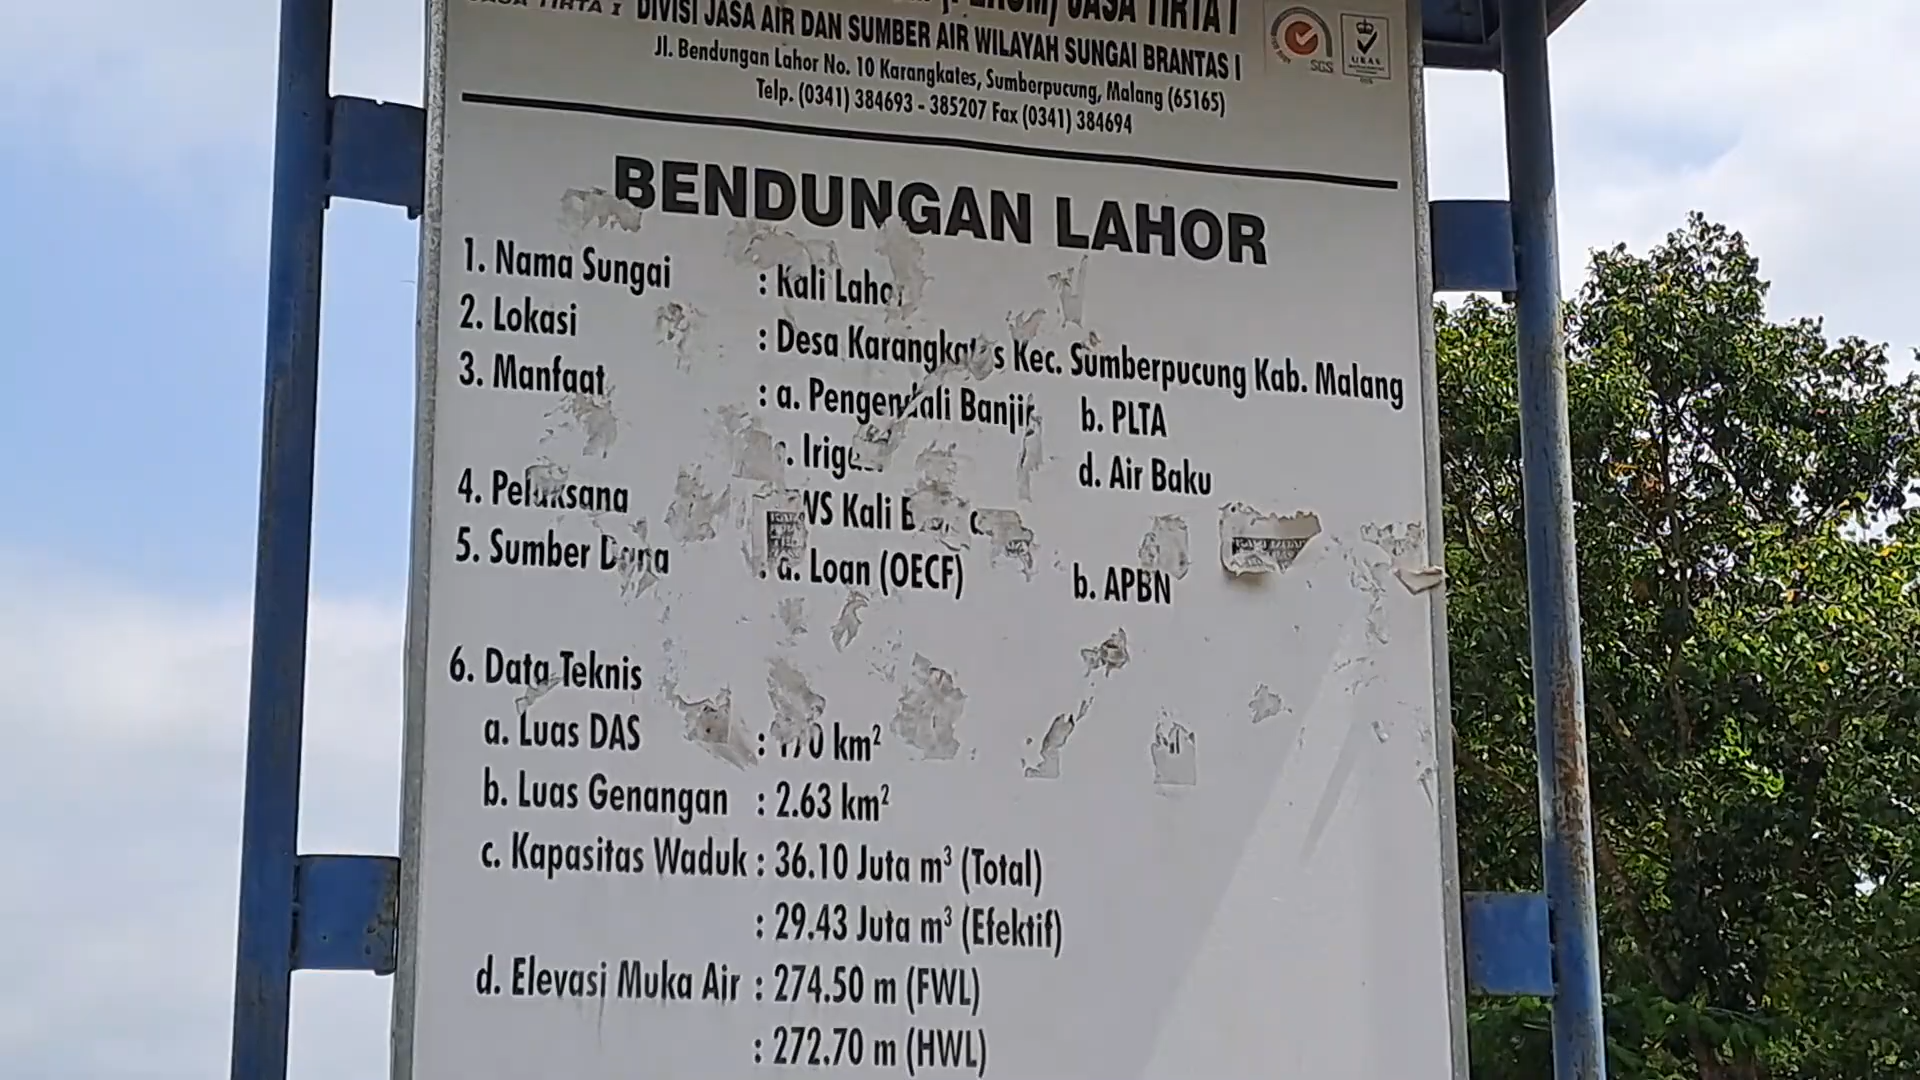 JASA TIRTA I
DIVISI JASA AIR DAN SUMBER AIR WILAYAH SUNGAI BRANTAS I
Jl. Bendungan Lahor No. 10 Karangkates, Sumberpucung, Malang (65165)
Telp. (0341) 384693 - 385207 Fax (0341) 384694
SGS
UKAS
BENDUNGAN LAHOR
1. Nama Sungai : Kali Lahor
2. Lokasi : Desa Karangkates Kec. Sumberpucung Kab. Malang
3. Manfaat : a. Pengendali Banjir b. PLTA
d. Air Baku
4. Pelaksana Kali
5. Sumber Dana : a. Loan (OECF) b. APBN
6. Data Teknis
a. Luas DAS : km²
b. Luas Genangan : 2.63 km²
c. Kapasitas Waduk : 36.10 Juta m³ (Total)
: 29.43 Juta m³ (Efektif)
d. Elevasi Muka Air : 274.50 m (FWL)
: 272.70 m (HWL)